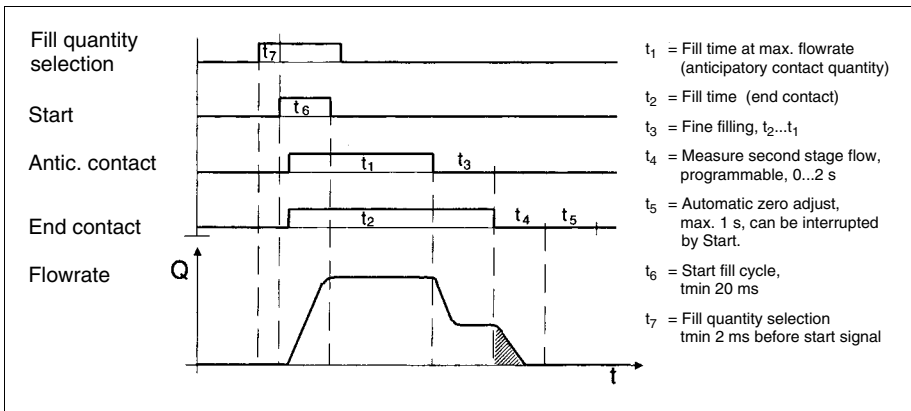 Fill quantity
selection
t7
Start
t6
Antic. contact
t1
t3
End contact
t2
t4
t5
Flowrate
Q
t
t1 = Fill time at max. flowrate
(anticipatory contact quantity)
t2 = Fill time (end contact)
t3 = Fine filling, t2...t1
t4 = Measure second stage flow,
programmable, 0...2 s
t5 = Automatic zero adjust,
max. 1 s, can be interrupted
by Start.
t6 = Start fill cycle,
tmin 20 ms
t7 = Fill quantity selection
tmin 2 ms before start signal